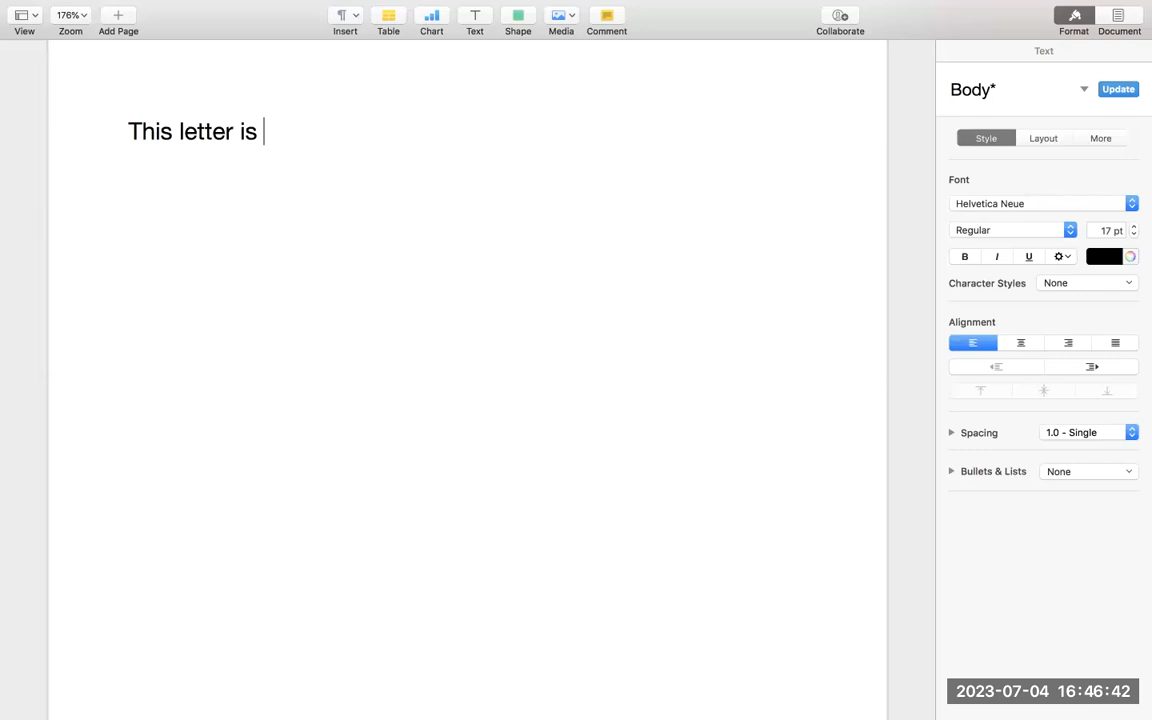 View
176%
Zoom
Add Page
Insert
Table
Chart
T
Text
Shape
Media
Comment
Collaborate
Format
Document
Text
Body*
Update
This letter is
Style
Layout
More
Font
Helvetica Neue
Regular
17 pt
B
I
U
Character Styles
None
Alignment
Spacing
1.0 - Single
Bullets & Lists
None
2023-07-04 16:46:42